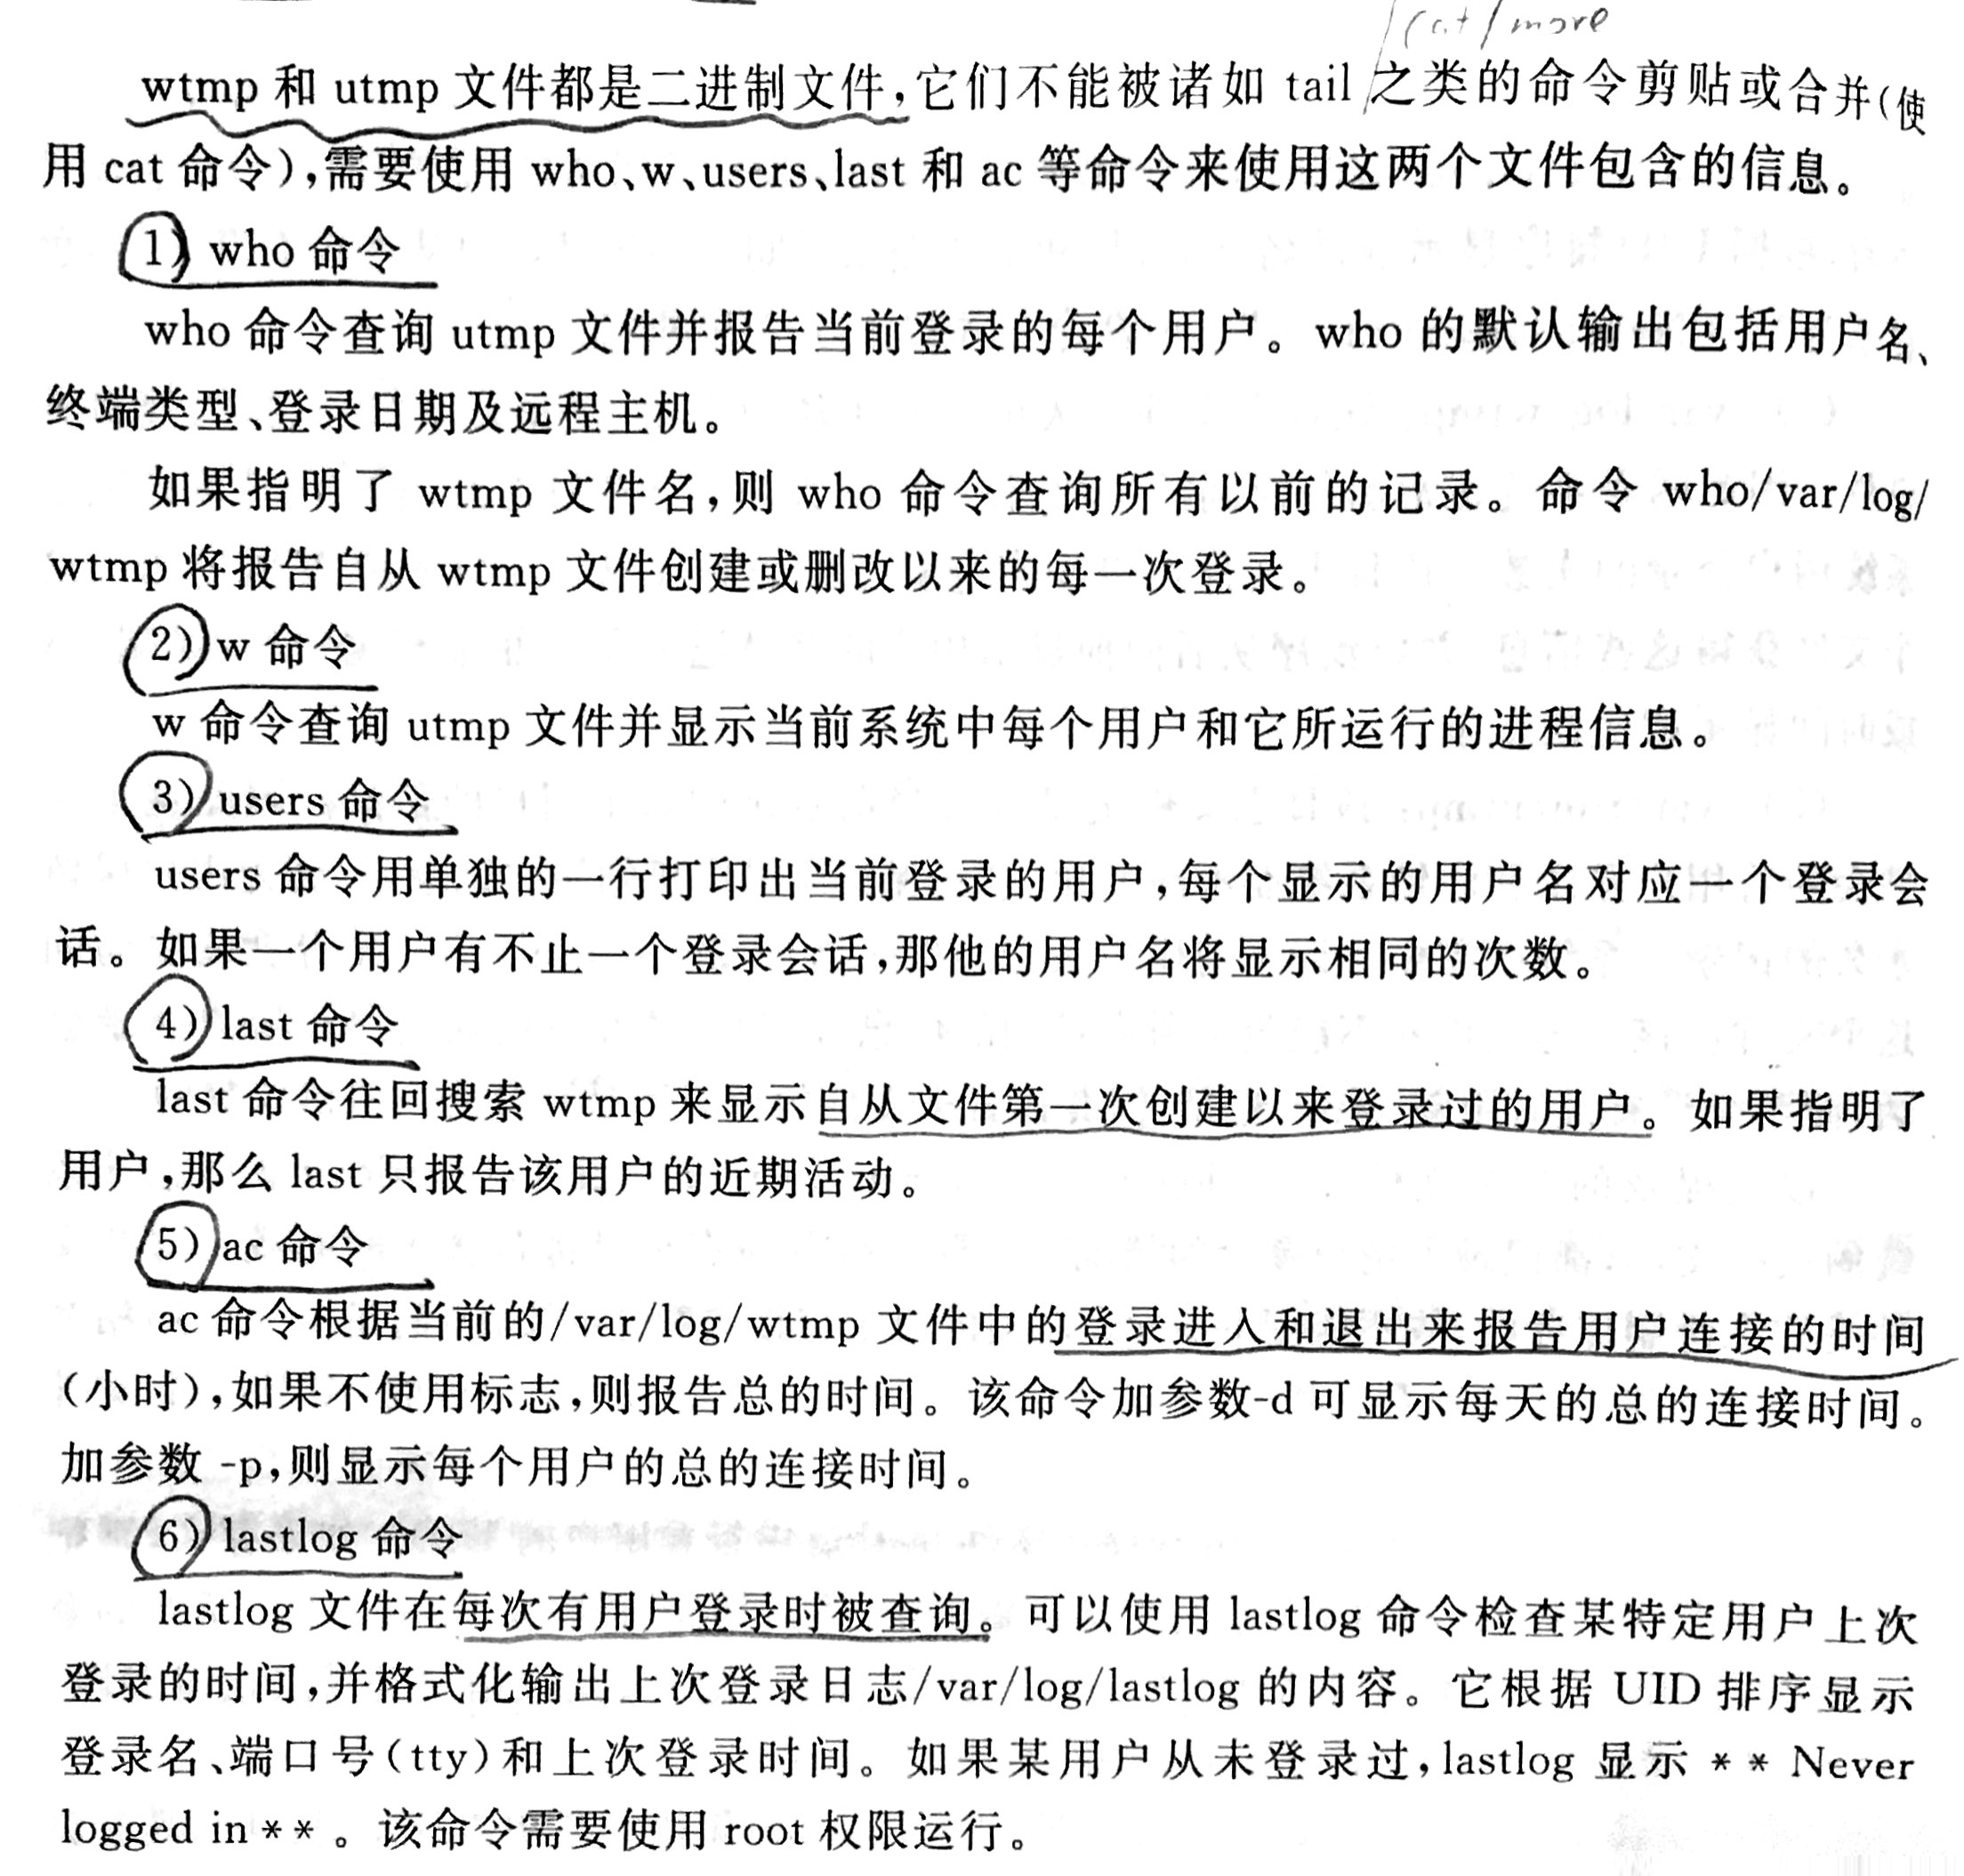 cat / more
wtmp 和 utmp 文件都是二进制文件,它们不能被诸如 tail 之类的命令剪贴或合并(使
用 cat 命令),需要使用 who、w、users、last 和 ac 等命令来使用这两个文件包含的信息。
1) who 命令
who 命令查询 utmp 文件并报告当前登录的每个用户。who 的默认输出包括用户名、
终端类型、登录日期及远程主机。
如果指明了 wtmp 文件名,则 who 命令查询所有以前的记录。命令 who/var/log/
wtmp 将报告自从 wtmp 文件创建或删改以来的每一次登录。
2) w 命令
w 命令查询 utmp 文件并显示当前系统中每个用户和它所运行的进程信息。
3) users 命令
users 命令用单独的一行打印出当前登录的用户,每个显示的用户名对应一个登录会
话。如果一个用户有不止一个登录会话,那他的用户名将显示相同的次数。
4) last 命令
last 命令往回搜索 wtmp 来显示自从文件第一次创建以来登录过的用户。如果指明了
用户,那么 last 只报告该用户的近期活动。
5) ac 命令
ac 命令根据当前的/var/log/wtmp 文件中的登录进入和退出来报告用户连接的时间
(小时),如果不使用标志,则报告总的时间。该命令加参数-d 可显示每天的总的连接时间。
加参数 -p,则显示每个用户的总的连接时间。
6) lastlog 命令
lastlog 文件在每次有用户登录时被查询。可以使用 lastlog 命令检查某特定用户上次
登录的时间,并格式化输出上次登录日志/var/log/lastlog 的内容。它根据 UID 排序显示
登录名、端口号(tty)和上次登录时间。如果某用户从未登录过,lastlog 显示 * * Never
logged in * * 。该命令需要使用 root 权限运行。